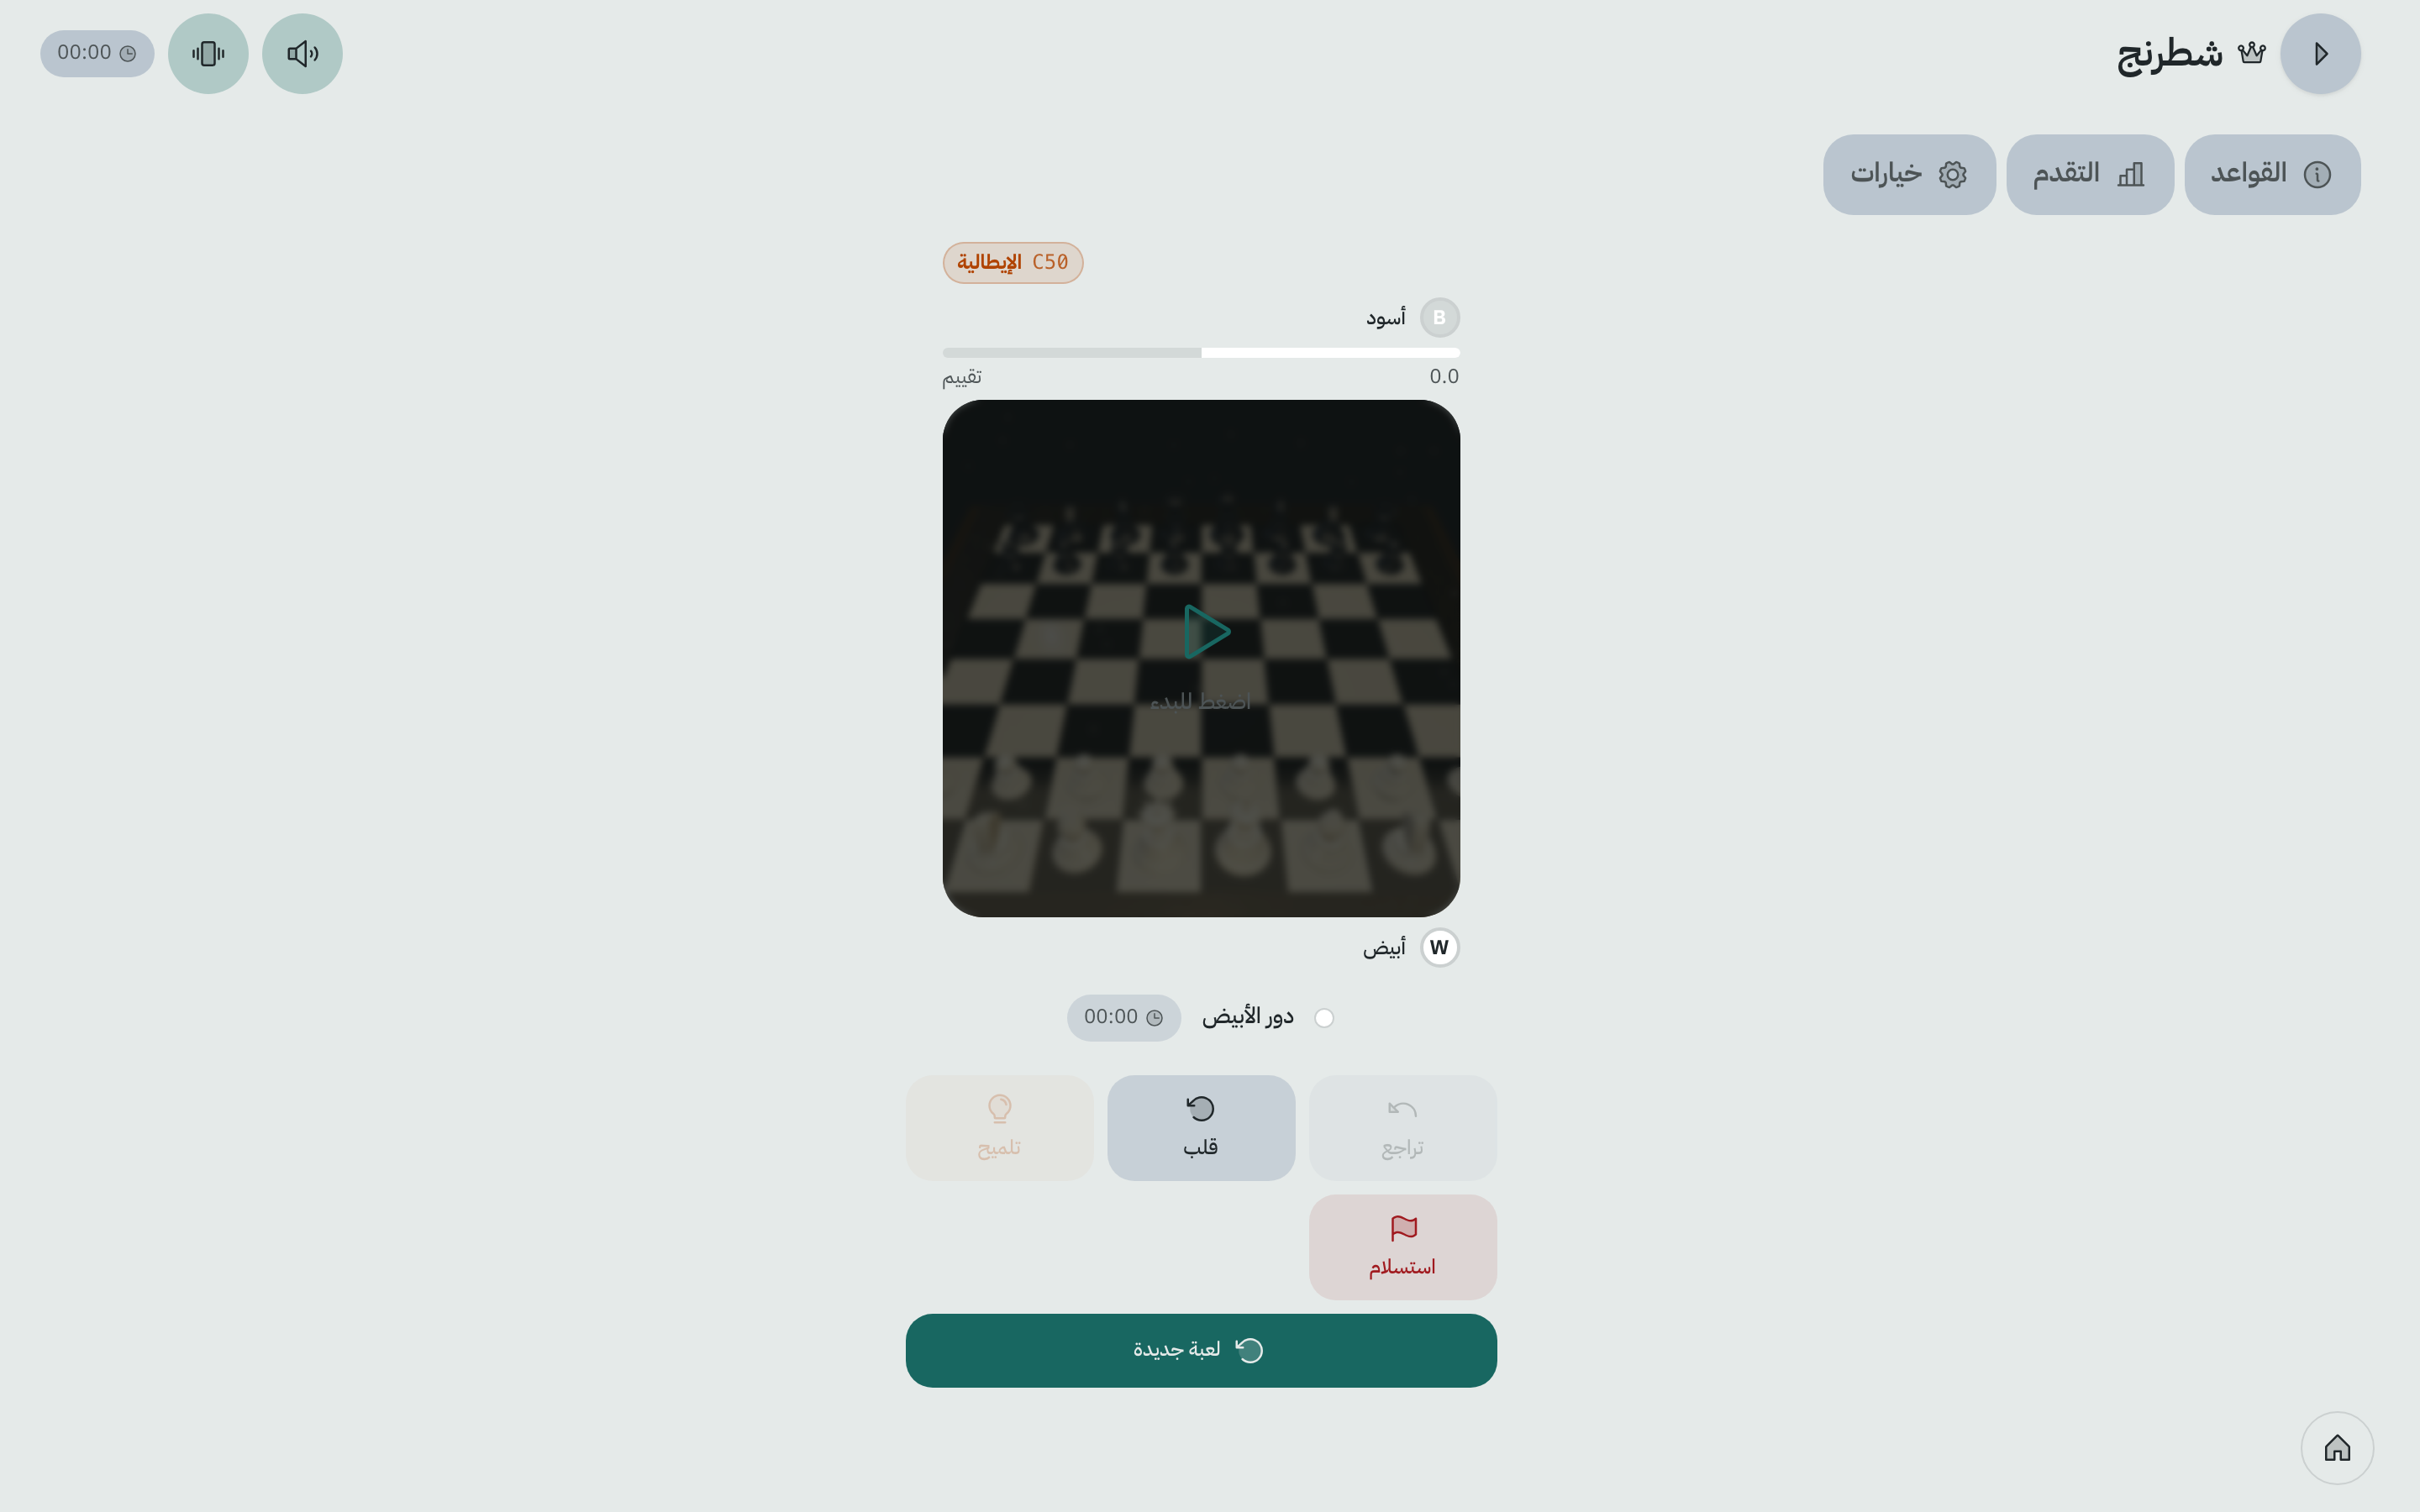 شطرنج
00:00
القواعد
التقدم
خيارات
C50 الإيطالية
B أسود
0.0 تقييم
اضغط للبدء
W أبيض
دور الأبيض 00:00
تراجع
قلب
تلميح
استسلام
لعبة جديدة